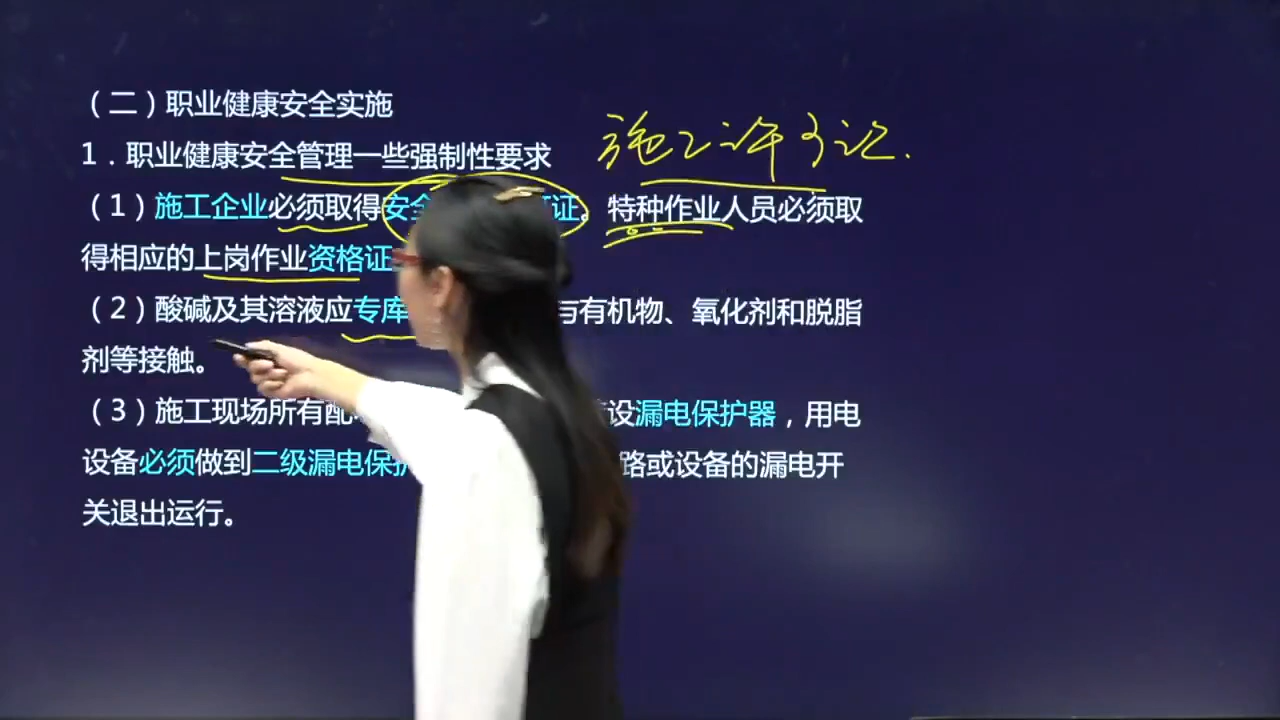 （二）职业健康安全实施
1．职业健康安全管理一些强制性要求
施工许可证.
（1）施工企业必须取得安全 证。特种作业人员必须取
得相应的上岗作业资格证
（2）酸碱及其溶液应专库 与有机物、氧化剂和脱脂
剂等接触。
（3）施工现场所有配 设漏电保护器，用电
设备必须做到二级漏电保护 路或设备的漏电开
关退出运行。